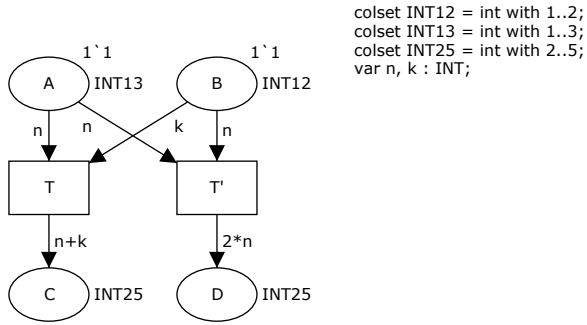 colset INT12 = int with 1..2;
colset INT13 = int with 1..3;
colset INT25 = int with 2..5;
var n, k : INT;
1`1
1`1
A
INT13
B
INT12
n
n
k
n
T
T'
n+k
2*n
C
INT25
D
INT25